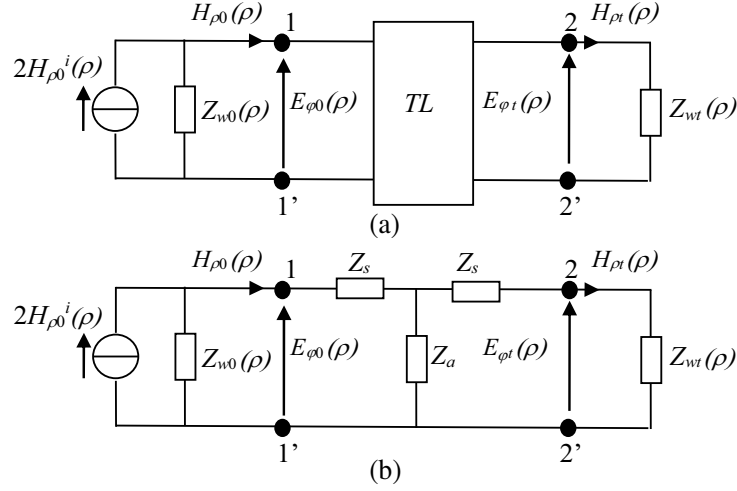 Hρ0(ρ) 1 2 Hρt(ρ)
2Hρ0ⁱ(ρ) Zw0(ρ) Eφ0(ρ) TL Eφt(ρ) Zwt(ρ)
1’ 2’
(a)
Hρ0(ρ) 1 Zs Zs 2 Hρt(ρ)
2Hρ0ⁱ(ρ) Zw0(ρ) Eφ0(ρ) Za Eφt(ρ) Zwt(ρ)
1’ 2’
(b)